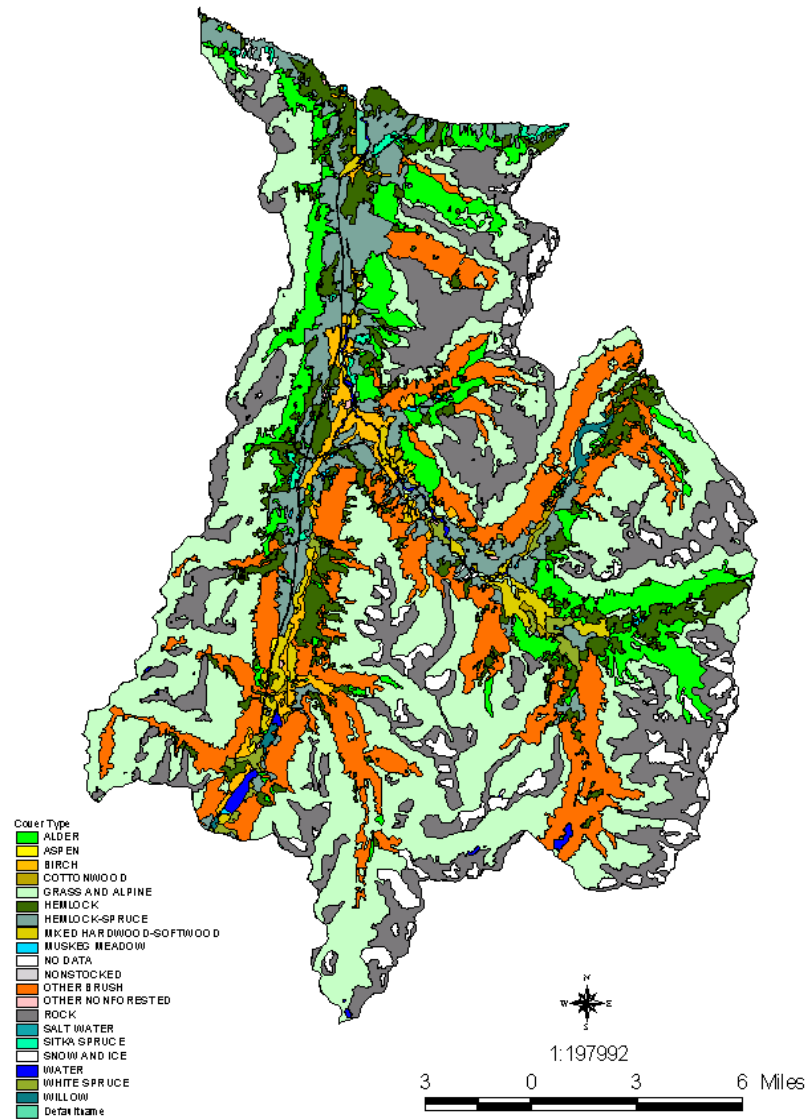 Cover Type
ALDER
ASPEN
BIRCH
COTTONWOOD
GRASS AND ALPINE
HEMLOCK
HEMLOCK-SPRUCE
MIXED HARDWOOD-SOFTWOOD
MUSKEG MEADOW
NO DATA
NONSTOCKED
OTHER BRUSH
OTHER NONFORESTED
ROCK
SALT WATER
SITKA SPRUCE
SNOW AND ICE
WATER
WHITE SPRUCE
WILLOW
Defaultname
N
W E
S
1:197992
3 0 3 6 Miles